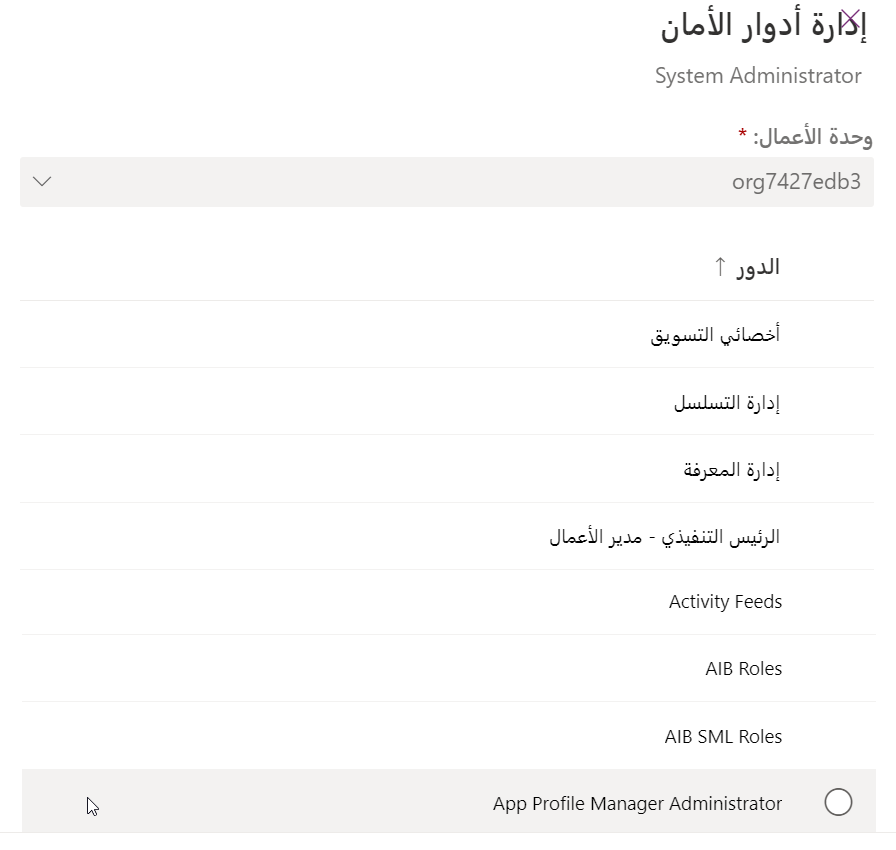 إدارة أدوار الأمان
System Administrator
وحدة الأعمال: *
org7427edb3
الدور ↑
أخصائي التسويق
إدارة التسلسل
إدارة المعرفة
الرئيس التنفيذي - مدير الأعمال
Activity Feeds
AIB Roles
AIB SML Roles
App Profile Manager Administrator